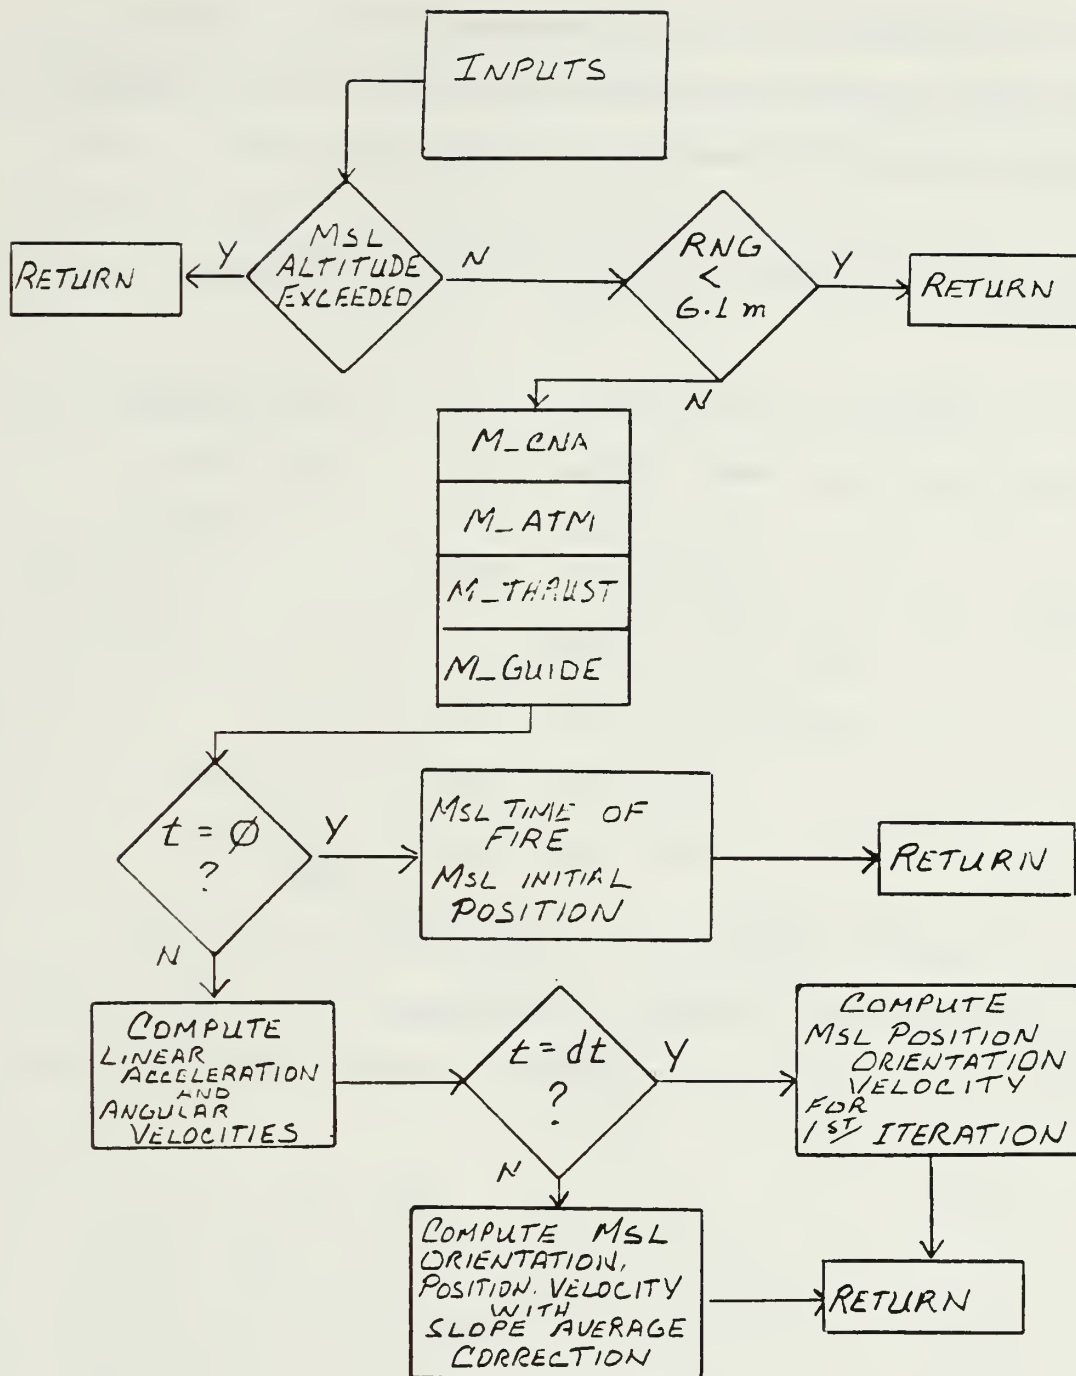 INPUTS
MSL
ALTITUDE
EXCEEDED
Y
RETURN
N
RNG
<
6.1 m
Y
RETURN
N
M_CNA
M_ATM
M_THRUST
M_GUIDE
t = Ø
?
Y
MSL TIME OF
FIRE
MSL INITIAL
POSITION
RETURN
N
COMPUTE
LINEAR
ACCELERATION
AND
ANGULAR
VELOCITIES
t = dt
?
Y
COMPUTE
MSL POSITION
ORIENTATION
VELOCITY
FOR
1ST ITERATION
N
COMPUTE MSL
ORIENTATION,
POSITION, VELOCITY
WITH
SLOPE AVERAGE
CORRECTION
RETURN